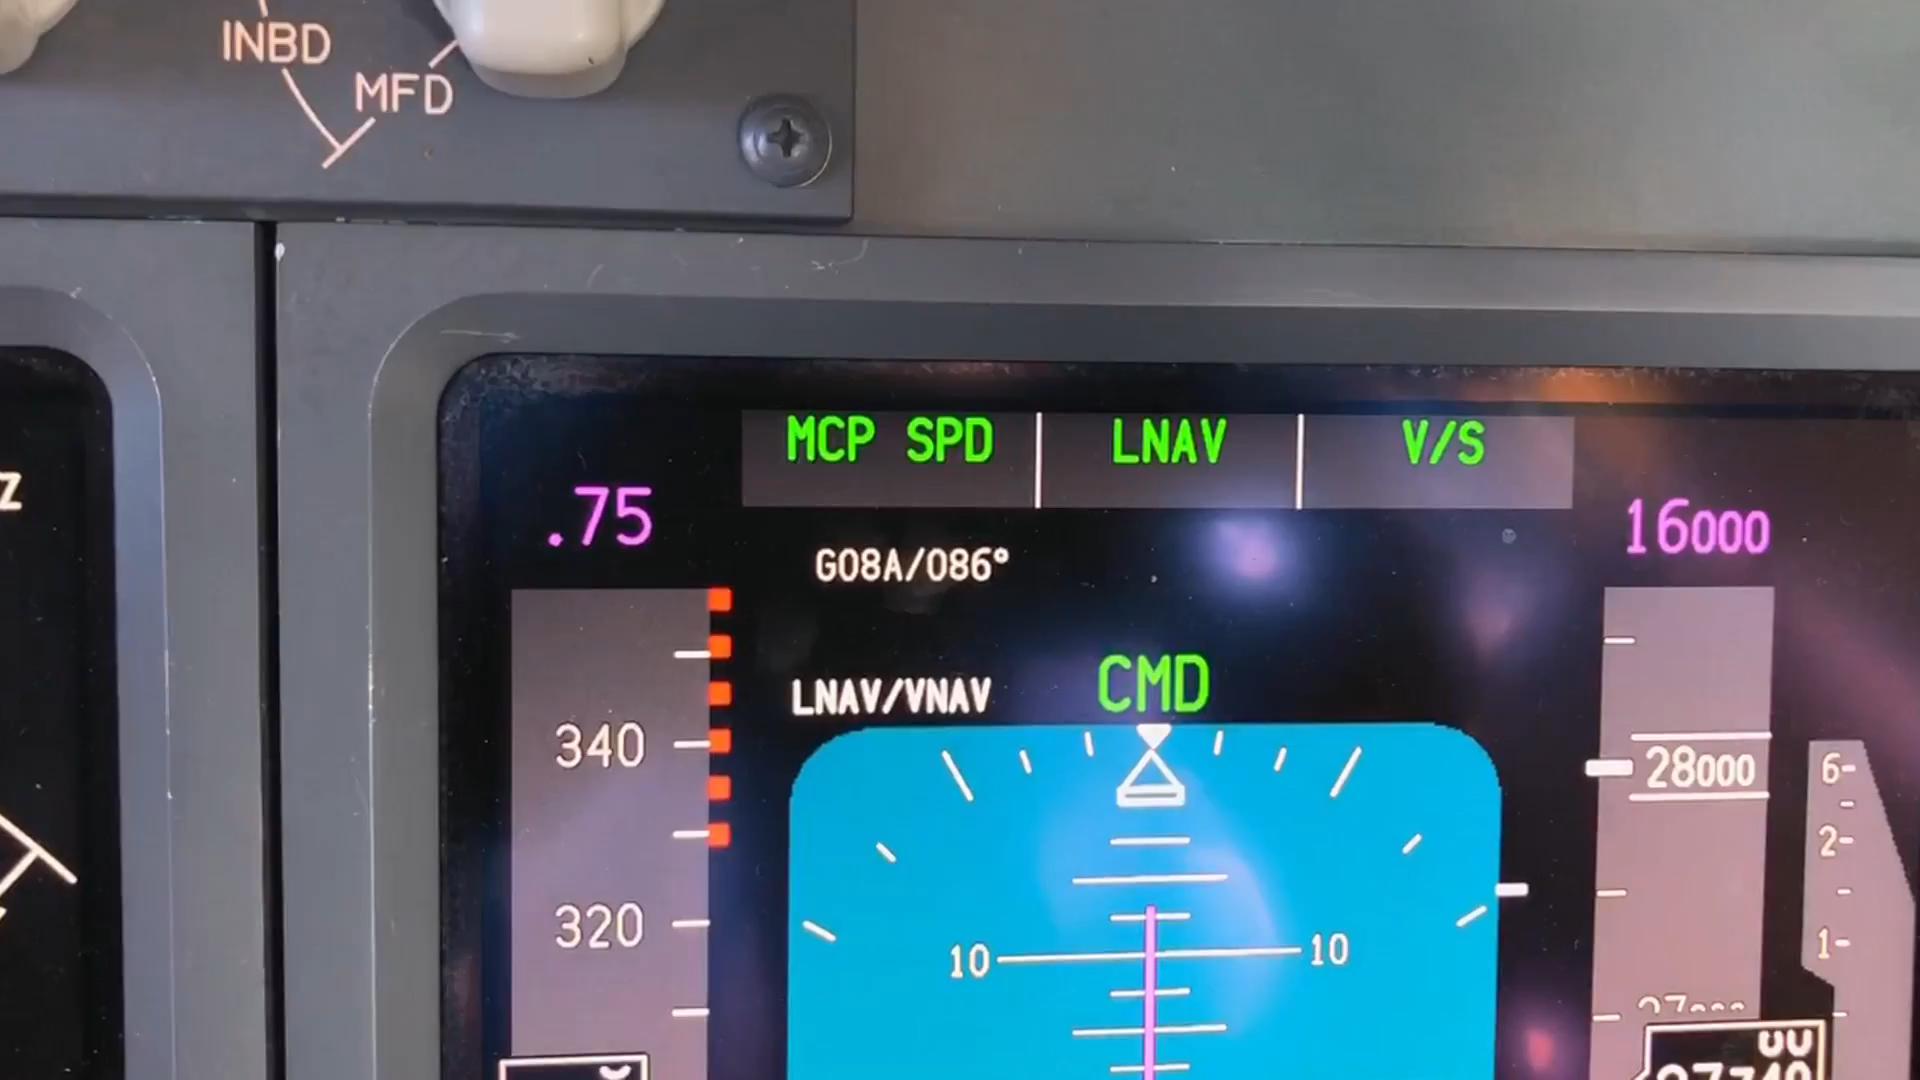 INBD
MFD
MCP SPD LNAV V/S
.75
16000
G08A/086°
LNAV/VNAV
CMD
340
28000
6
2
320
10 10
1